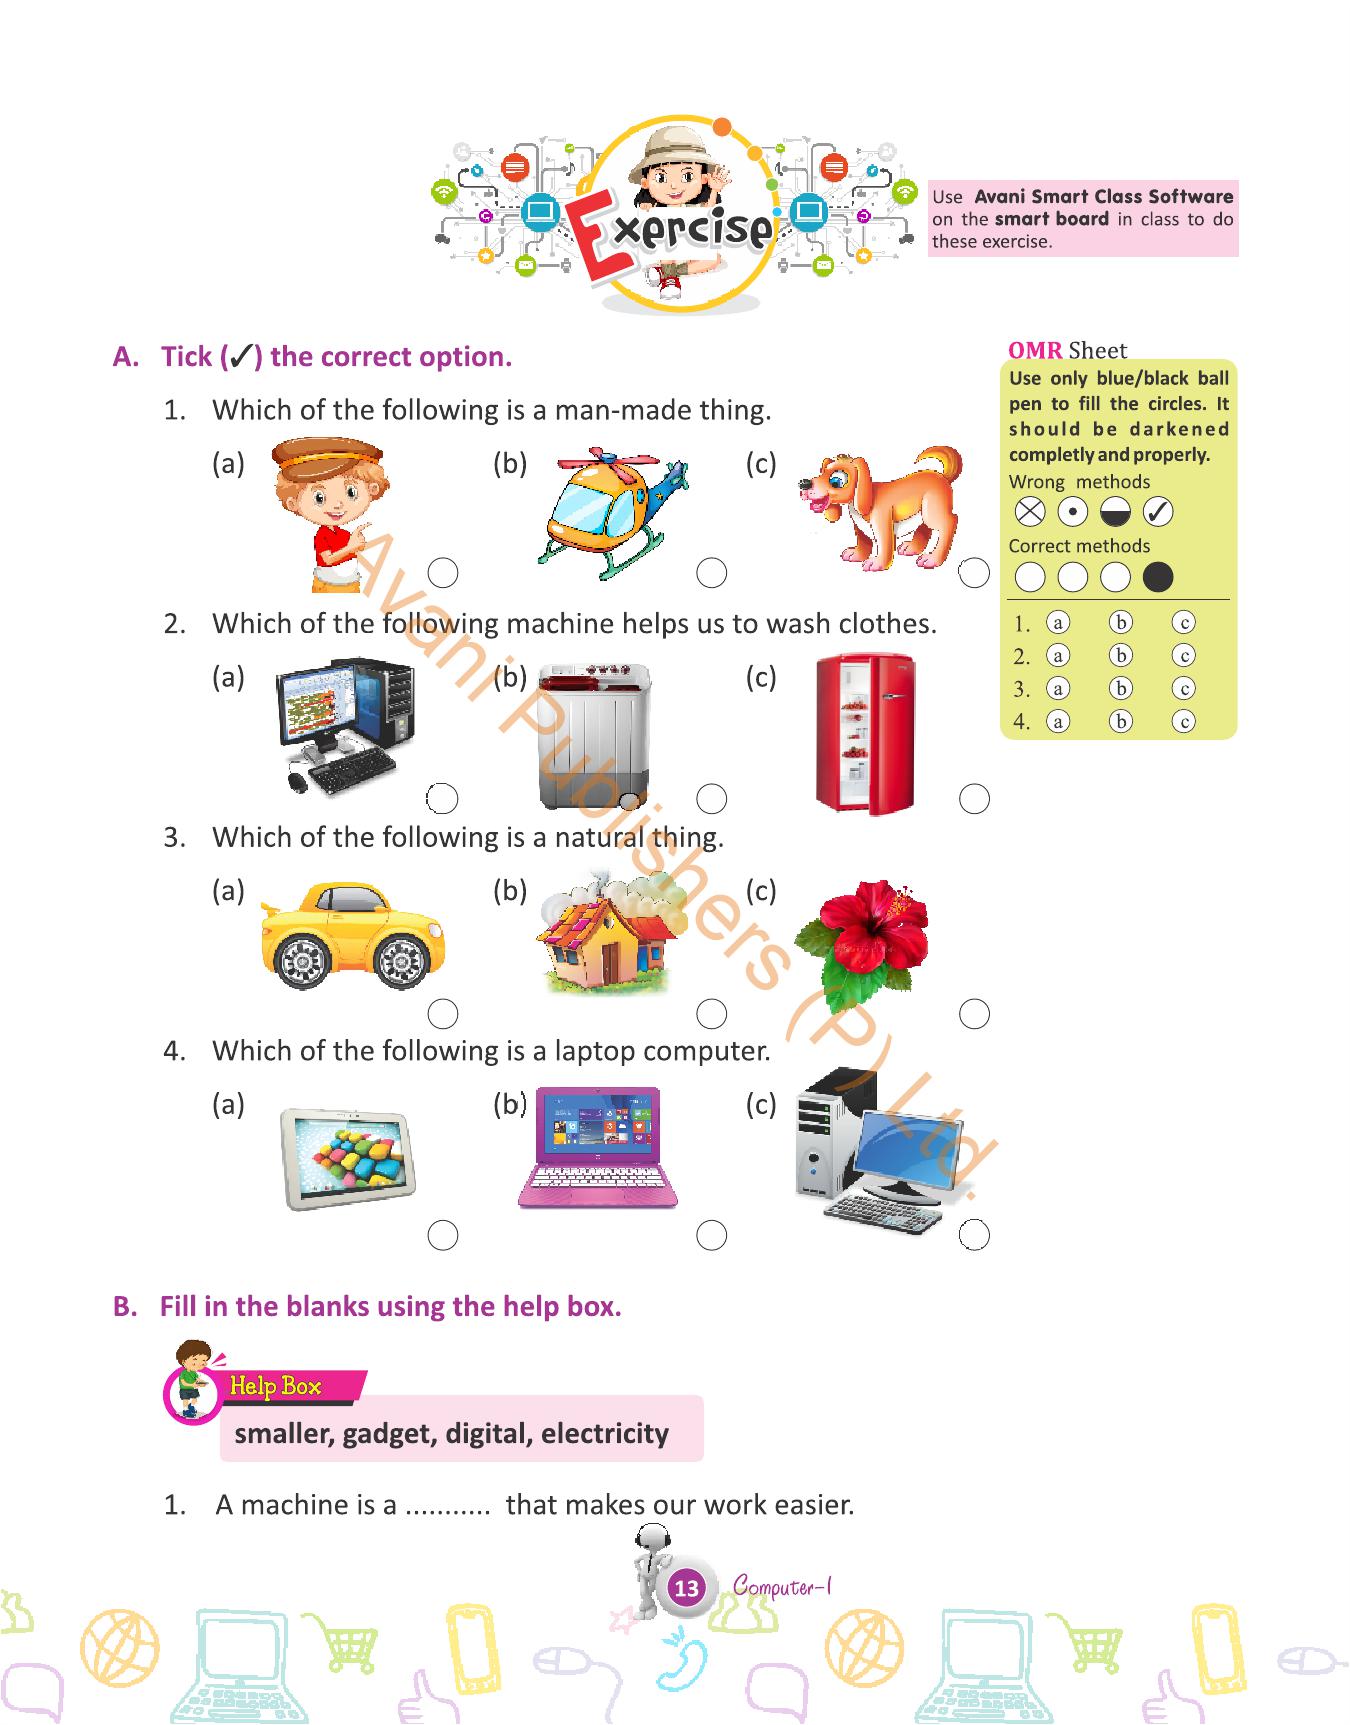 Exercise
Use Avani Smart Class Software
on the smart board in class to do
these exercise.
A. Tick (✓) the correct option.
1. Which of the following is a man-made thing.
(a) (b) (c)
2. Which of the following machine helps us to wash clothes.
(a) (b) (c)
3. Which of the following is a natural thing.
(a) (b) (c)
4. Which of the following is a laptop computer.
(a) (b) (c)
OMR Sheet
Use only blue/black ball
pen to fill the circles. It
should be darkened
completly and properly.
Wrong methods
Correct methods
1. a b c
2. a b c
3. a b c
4. a b c
Avani Publishers (P) Ltd.
B. Fill in the blanks using the help box.
Help Box
smaller, gadget, digital, electricity
1. A machine is a ........... that makes our work easier.
13 Computer-1